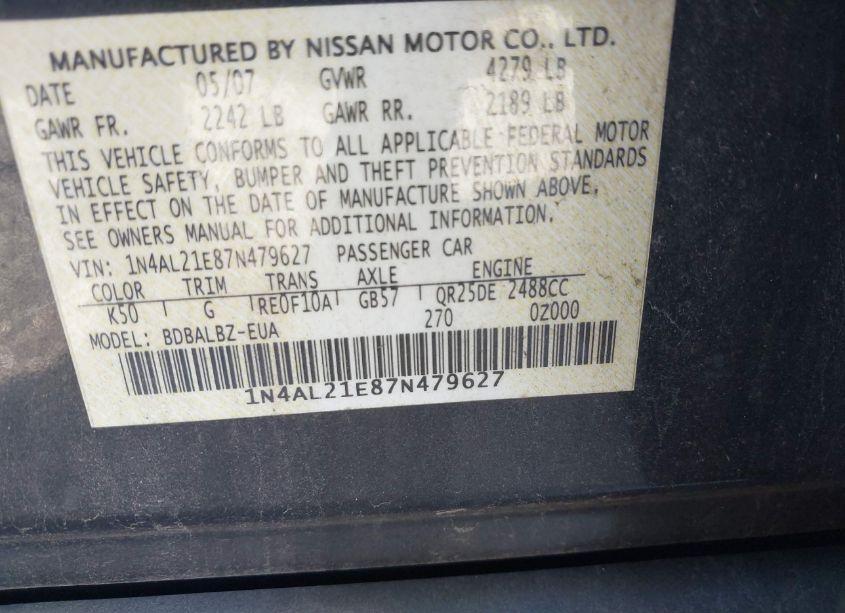 MANUFACTURED BY NISSAN MOTOR CO., LTD.
DATE 05/07 GVWR 4279 LB
GAWR FR. 2242 LB GAWR RR. 2189 LB
THIS VEHICLE CONFORMS TO ALL APPLICABLE FEDERAL MOTOR
VEHICLE SAFETY, BUMPER AND THEFT PREVENTION STANDARDS
IN EFFECT ON THE DATE OF MANUFACTURE SHOWN ABOVE.
SEE OWNERS MANUAL FOR ADDITIONAL INFORMATION.
VIN: 1N4AL21E87N479627 PASSENGER CAR
COLOR TRIM TRANS AXLE ENGINE
K50 G RE0F10A GB57 QR25DE 2488CC
MODEL: BDBALBZ-EUA 270 0Z000
1N4AL21E87N479627